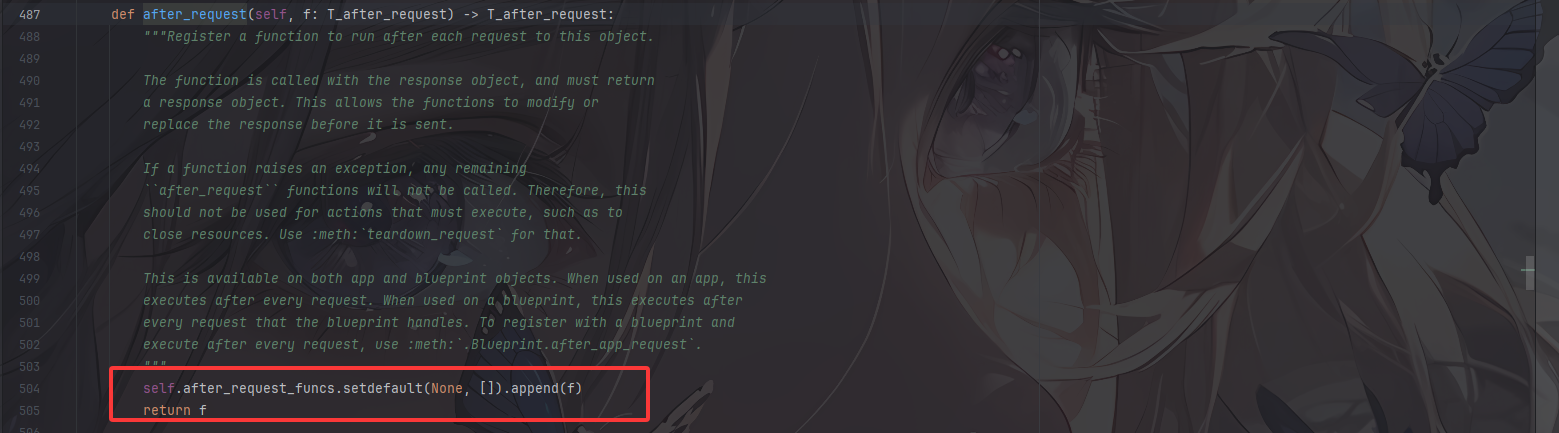 487 def after_request(self, f: T_after_request) -> T_after_request:
488 """Register a function to run after each request to this object.
489
490 The function is called with the response object, and must return
491 a response object. This allows the functions to modify or
492 replace the response before it is sent.
493
494 If a function raises an exception, any remaining
495 ``after_request`` functions will not be called. Therefore, this
496 should not be used for actions that must execute, such as to
497 close resources. Use :meth:`teardown_request` for that.
498
499 This is available on both app and blueprint objects. When used on an app, this
500 executes after every request. When used on a blueprint, this executes after
501 every request that the blueprint handles. To register with a blueprint and
502 execute after every request, use :meth:`.Blueprint.after_app_request`.
503 """
504 self.after_request_funcs.setdefault(None, []).append(f)
505 return f